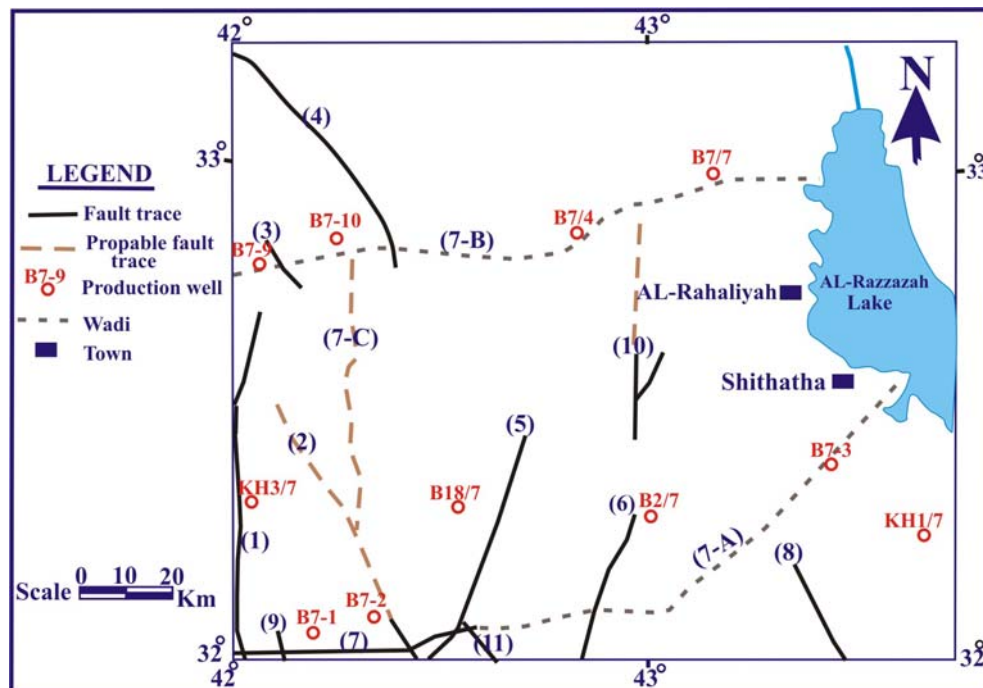 42°
43°
N
33
33
LEGEND
Fault trace
Propable fault
trace
B7-9
Production well
Wadi
Town
Scale 0 10 20
Km
(4)
B7/7
B7-10
B7/4
(3)
B7-9
(7-B)
AL-Rahaliyah
AL-Razzazah
Lake
(7-C)
(10)
Shithatha
(5)
(2)
B7-3
KH3/7
B18/7
(6)
B2/7
KH1/7
(1)
(7-A)
(8)
B7-2
(9)
B7-1
(7)
(11)
32°
32°
42°
43°